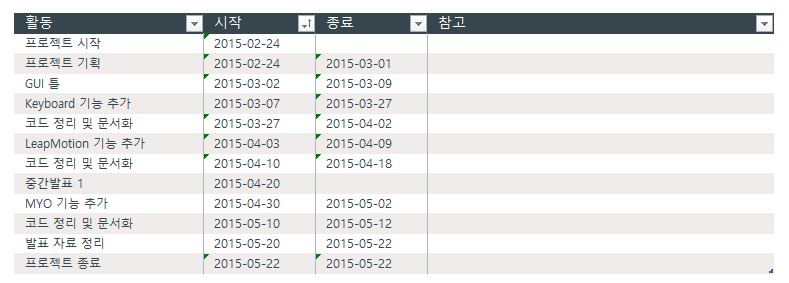 활동 시작 종료 참고
프로젝트 시작 2015-02-24
프로젝트 기획 2015-02-24 2015-03-01
GUI 틀 2015-03-02 2015-03-09
Keyboard 기능 추가 2015-03-07 2015-03-27
코드 정리 및 문서화 2015-03-27 2015-04-02
LeapMotion 기능 추가 2015-04-03 2015-04-09
코드 정리 및 문서화 2015-04-10 2015-04-18
중간발표 1 2015-04-20
MYO 기능 추가 2015-04-30 2015-05-02
코드 정리 및 문서화 2015-05-10 2015-05-12
발표 자료 정리 2015-05-20 2015-05-22
프로젝트 종료 2015-05-22 2015-05-22